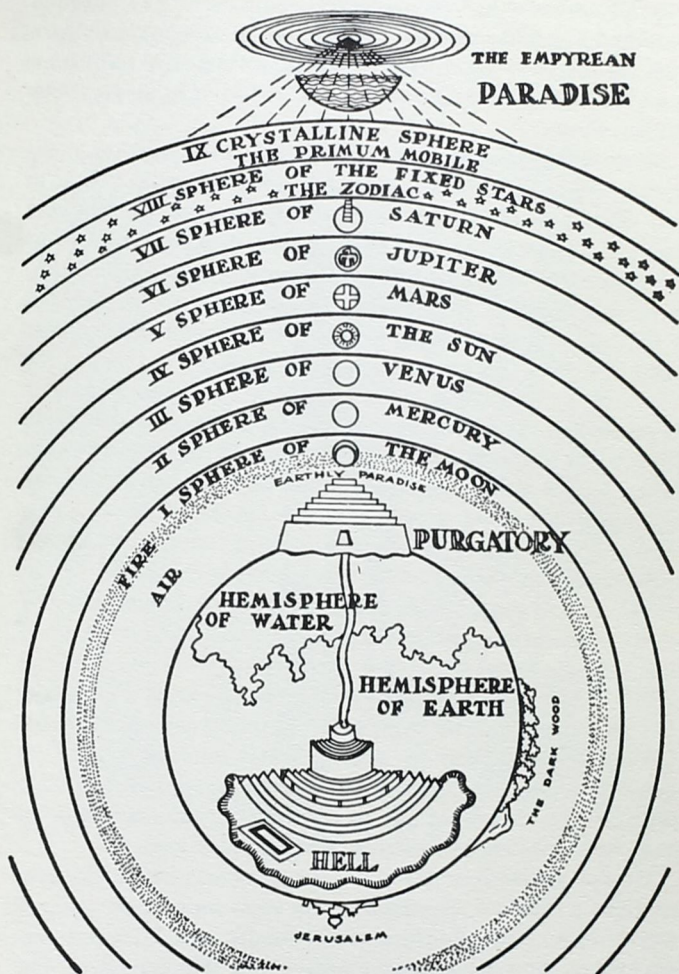 THE EMPYREAN
PARADISE
IX CRYSTALLINE SPHERE
THE PRIMUM MOBILE
VIII SPHERE OF THE FIXED STARS
THE ZODIAC
VII SPHERE OF SATURN
VI SPHERE OF JUPITER
V SPHERE OF MARS
IV SPHERE OF THE SUN
III SPHERE OF VENUS
II SPHERE OF MERCURY
I SPHERE OF THE MOON
EARTHLY PARADISE
PURGATORY
FIRE
AIR
HEMISPHERE
OF WATER
HEMISPHERE
OF EARTH
THE DARK WOOD
HELL
JERUSALEM